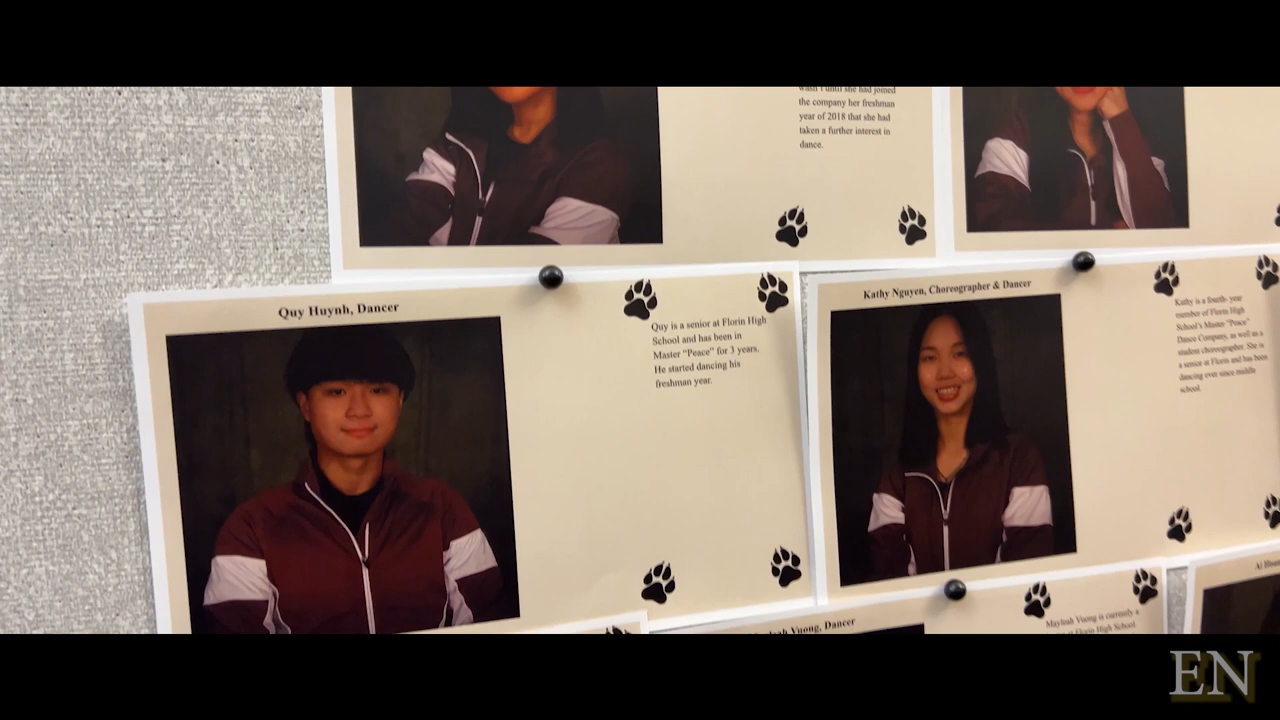 wasn't until she had joined
the company her freshman
year of 2018 that she had
taken a further interest in
dance.
Quy Huynh, Dancer
Quy is a senior at Florin High
School and has been in
Master “Peace” for 3 years.
He started dancing his
freshman year.
Kathy Nguyen, Choreographer & Dancer
Kathy is a fourth- year
member of Florin High
School's Master “Peace”
Dance Company, as well as a
student choreographer. She is
a senior at Florin and has been
dancing ever since middle
school.
Vuong, Dancer
Mayleah Vuong is currently a
at Florin High School.
EN